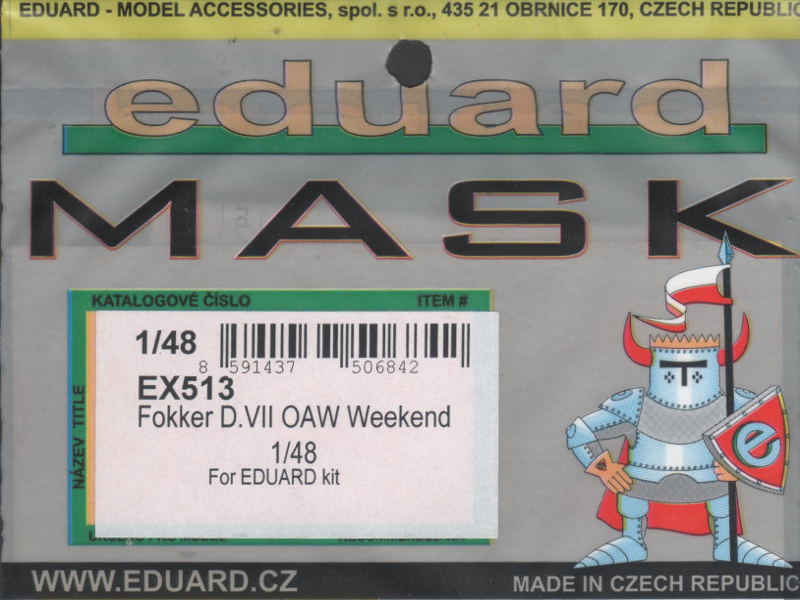 EDUARD - MODEL ACCESSORIES, spol. s r.o., 435 21 OBRNICE 170, CZECH REPUBLIC
eduard
MASK
KATALOGOVÉ ČÍSLO ITEM #
NÁZEV TITLE
1/48
8 591437 506842
EX513
Fokker D.VII OAW Weekend
1/48
For EDUARD kit
e
WWW.EDUARD.CZ
MADE IN CZECH REPUBLIC